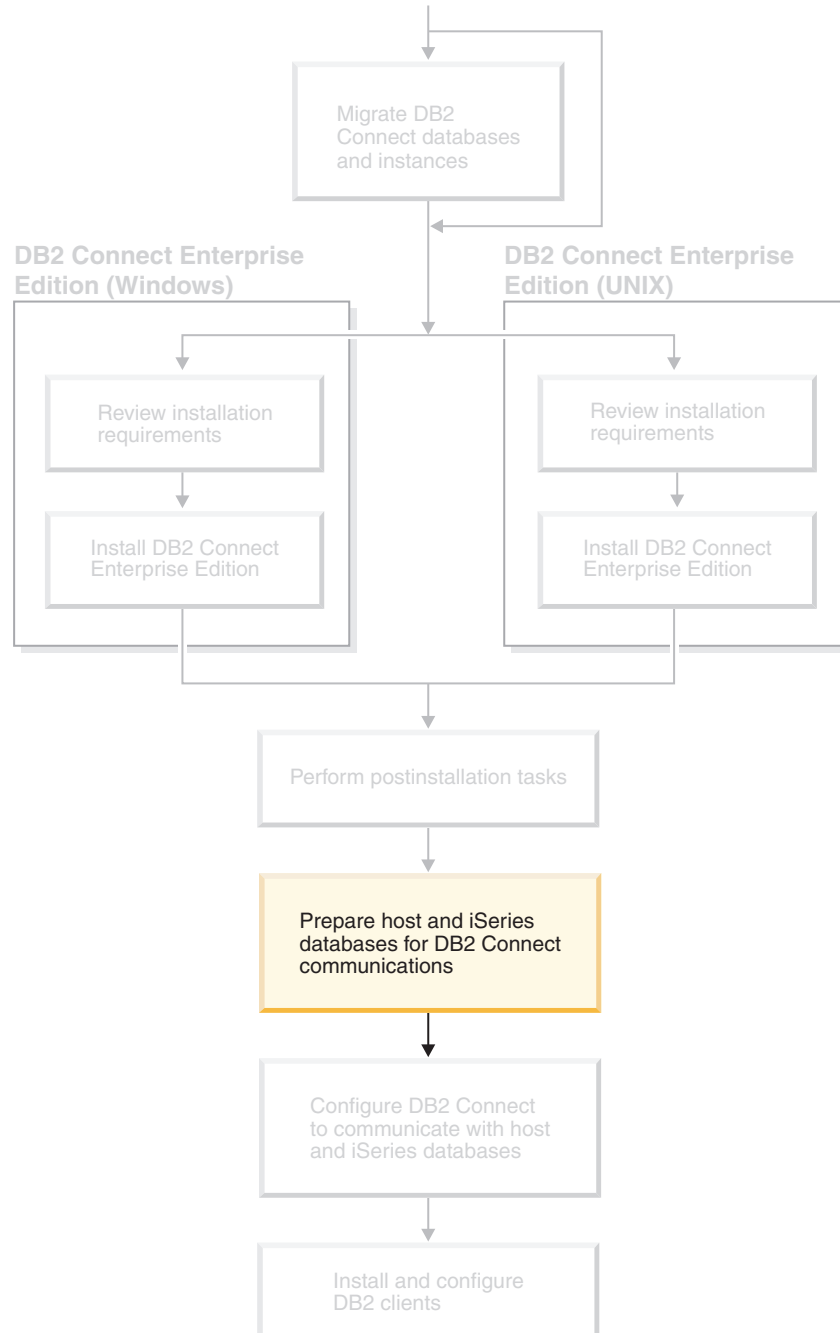 Migrate DB2
Connect databases
and instances
DB2 Connect Enterprise
Edition (Windows)
DB2 Connect Enterprise
Edition (UNIX)
Review installation
requirements
Review installation
requirements
Install DB2 Connect
Enterprise Edition
Install DB2 Connect
Enterprise Edition
Perform postinstallation tasks
Prepare host and iSeries
databases for DB2 Connect
communications
Configure DB2 Connect
to communicate with host
and iSeries databases
Install and configure
DB2 clients